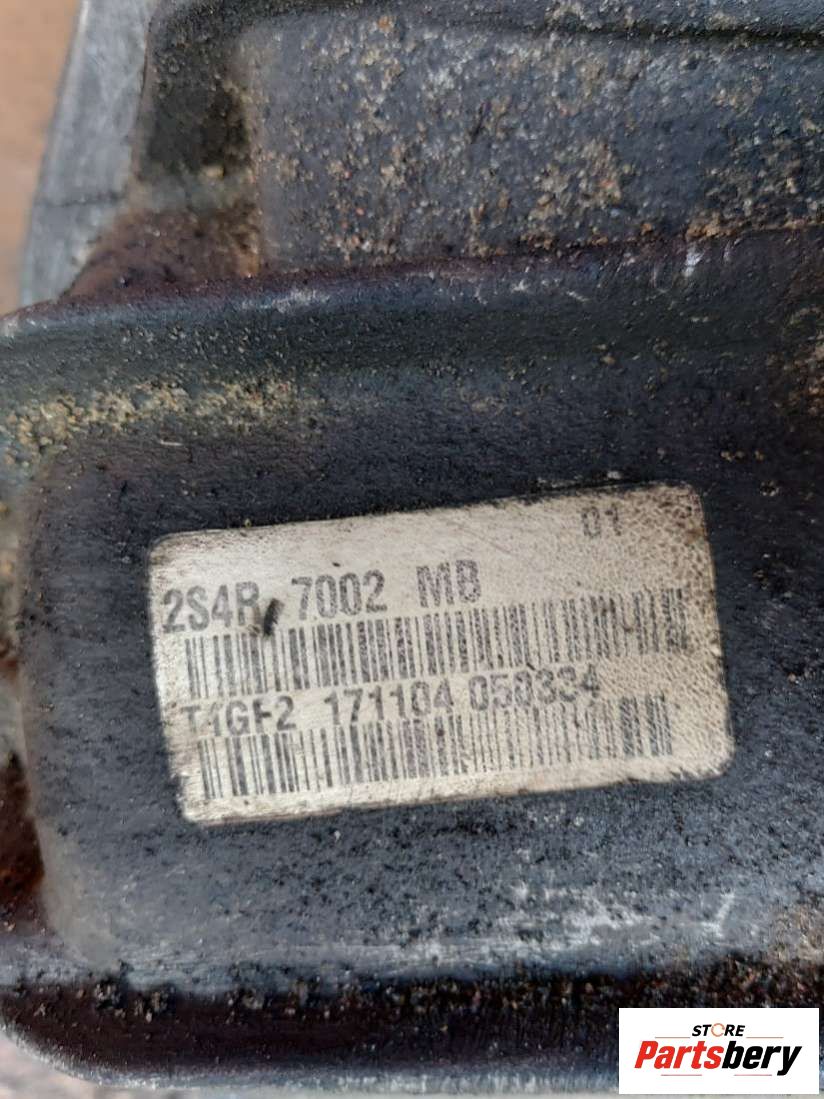 01
2S4R 7002 MB
T1GF2 171104 050334
STORE
Partsbery